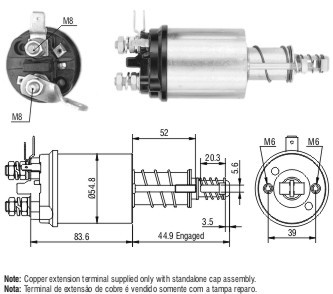 M8
M8
52
20.3
5.6
M6
M6
Ø54.8
3.5
83.6
44.9 Engaged
39
Note: Copper extension terminal supplied only with standalone cap assembly.
Nota: Terminal de extensão de cobre é vendido somente com a tampa reparo.